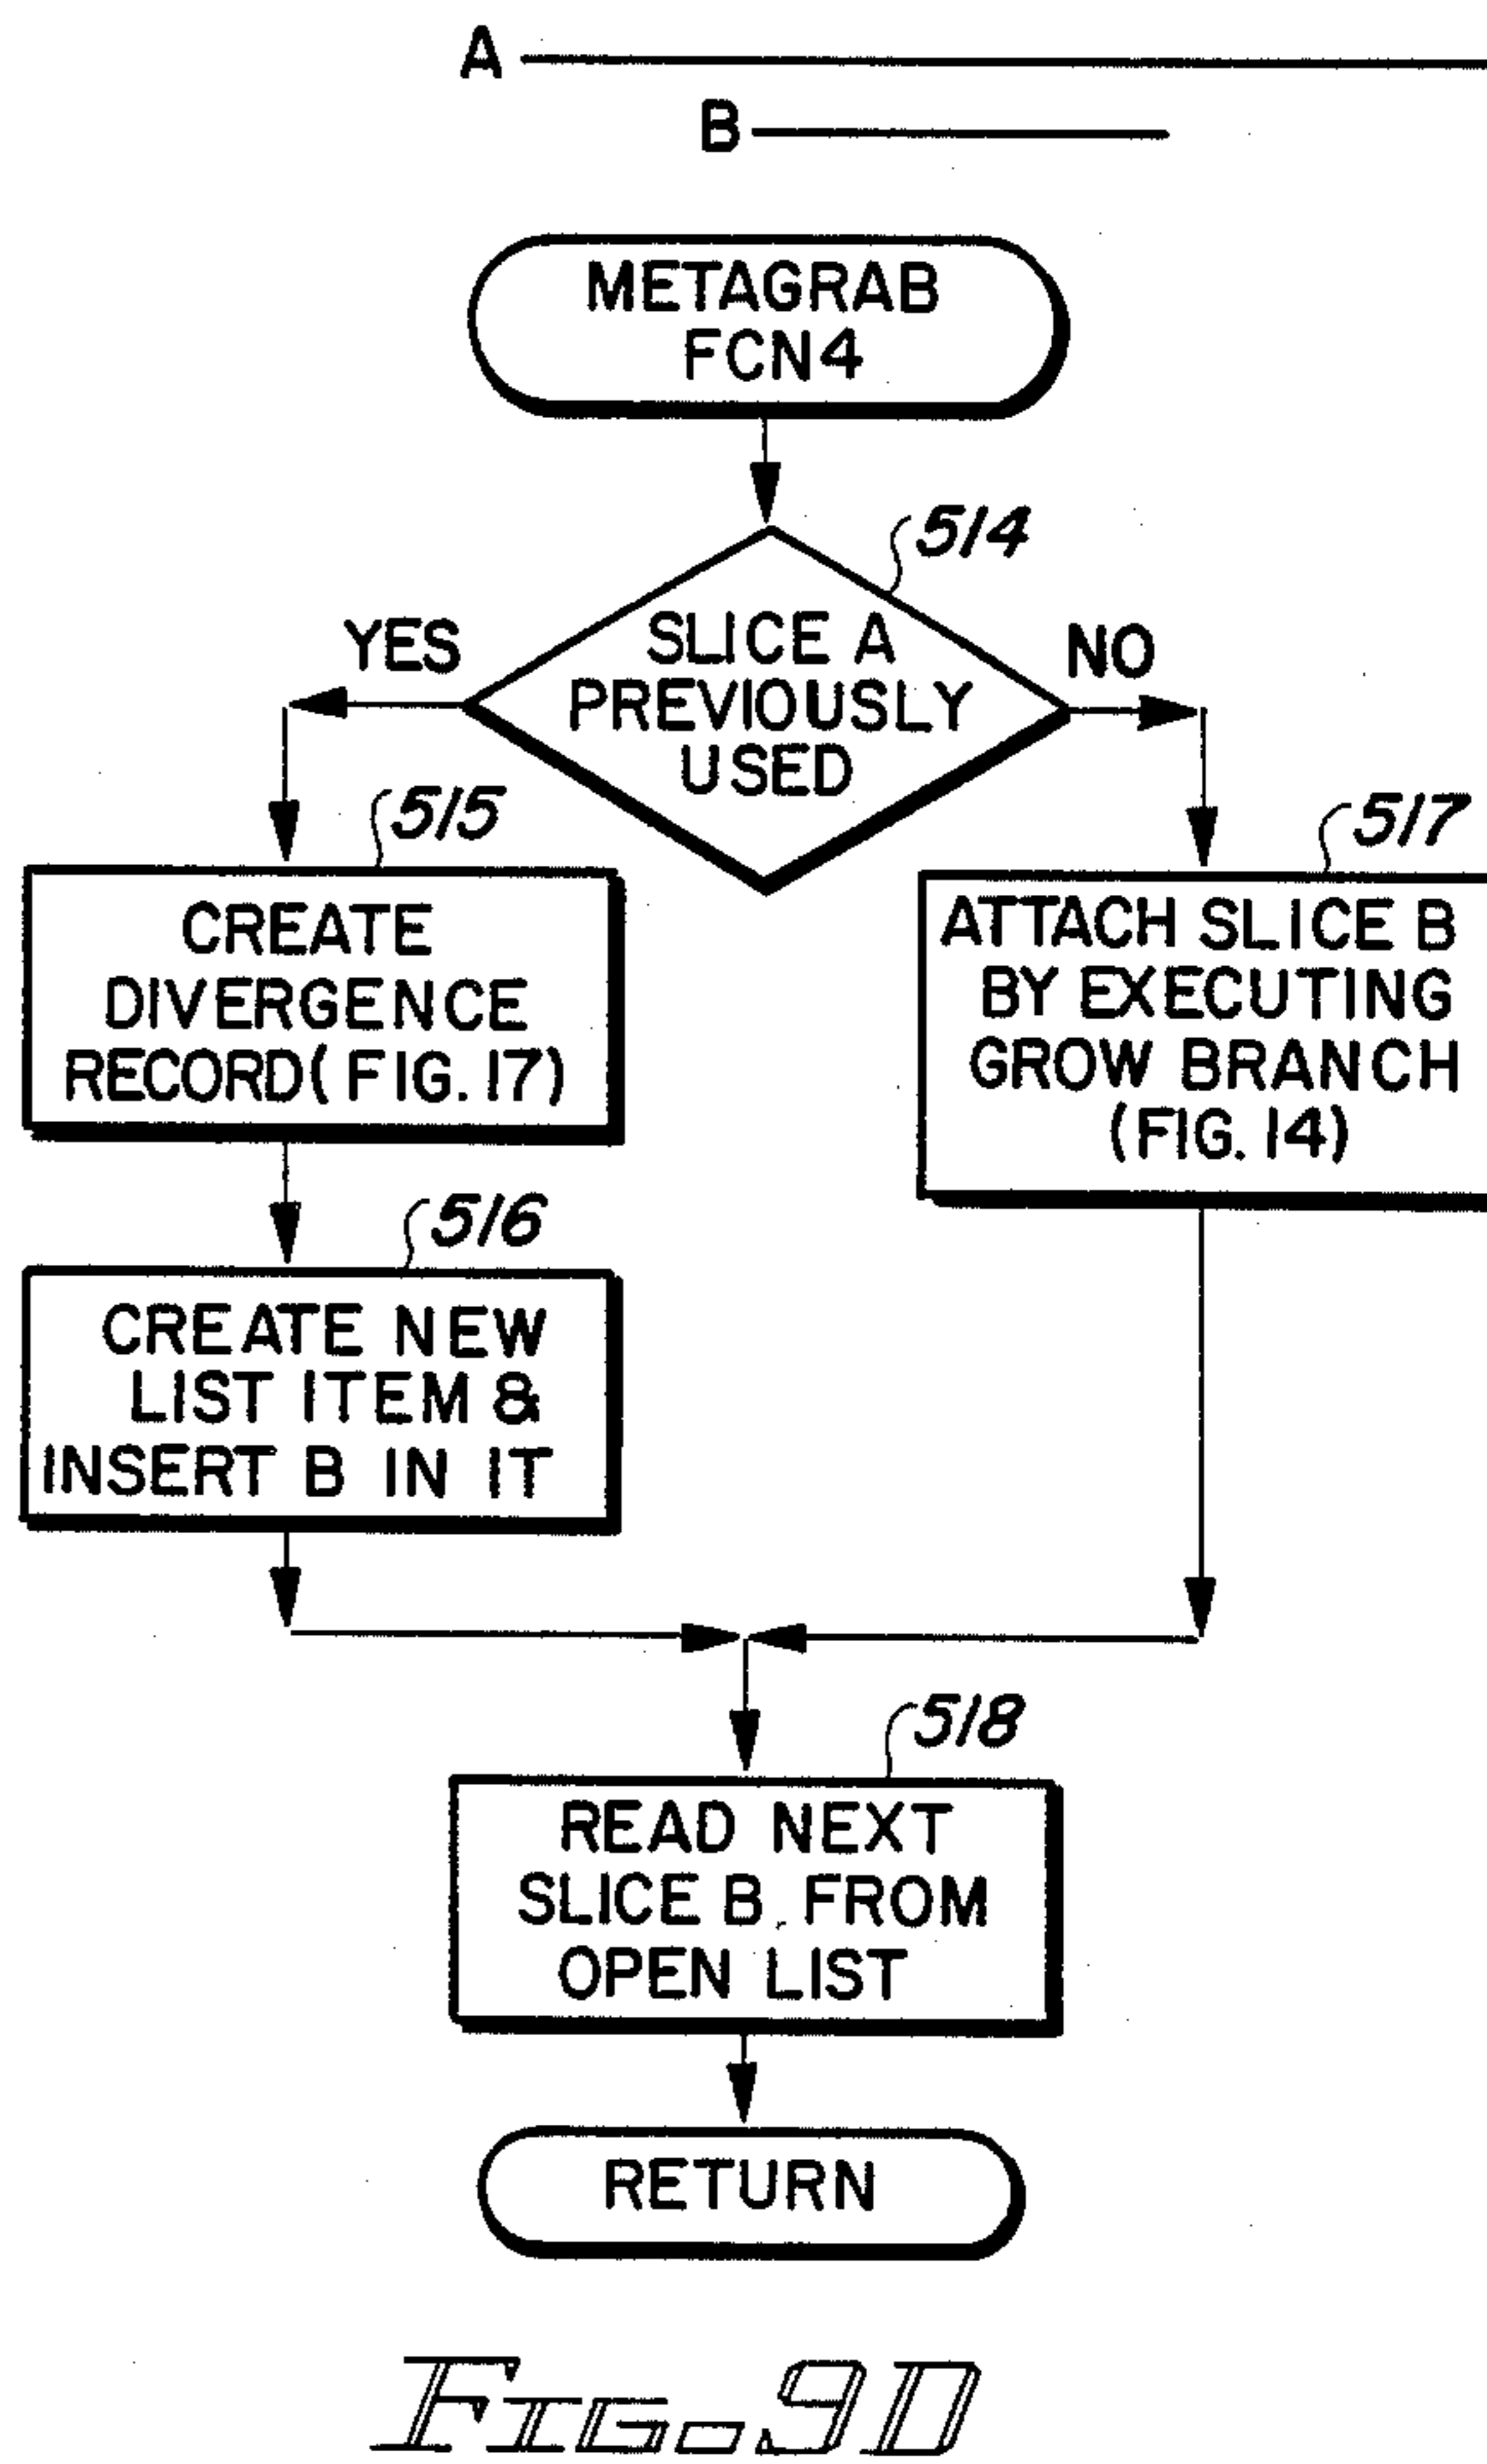 A
B
METAGRAB
FCN4
514
SLICE A
PREVIOUSLY
USED
YES
NO
515
CREATE
DIVERGENCE
RECORD(FIG. 17)
517
ATTACH SLICE B
BY EXECUTING
GROW BRANCH
(FIG. 14)
516
CREATE NEW
LIST ITEM &
INSERT B IN IT
518
READ NEXT
SLICE B FROM
OPEN LIST
RETURN
FIG. 9D